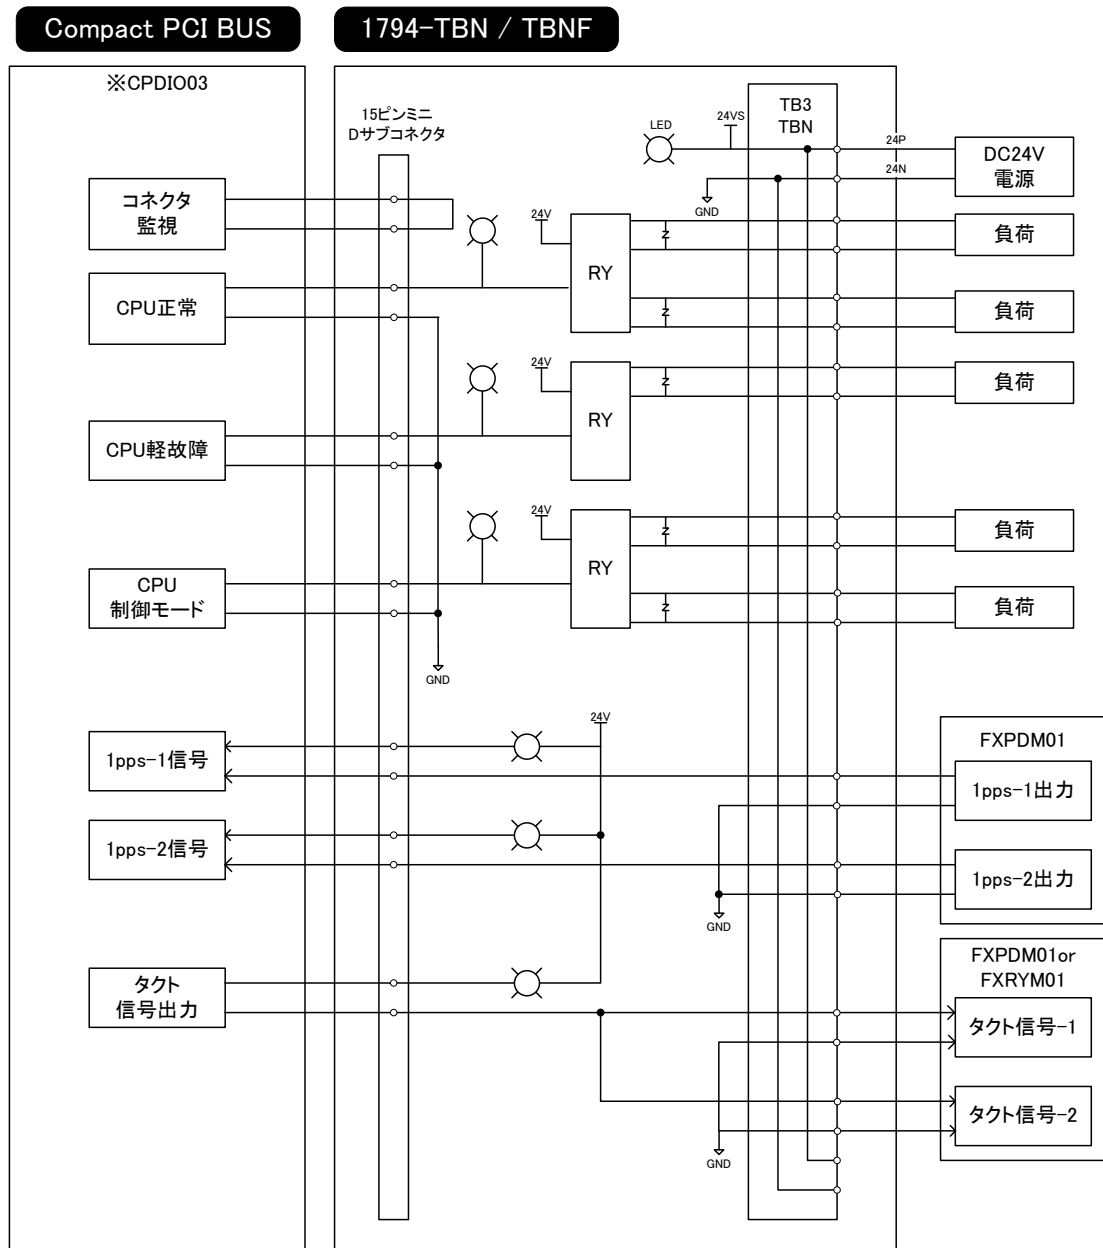 Compact PCI BUS
1794-TBN / TBNF
※CPDIO03
15ピンミニ
Dサブコネクタ
LED
24VS
TB3
TBN
24P
24N
DC24V
電源
GND
コネクタ
監視
24V
RY
負荷
CPU正常
負荷
24V
RY
負荷
CPU軽故障
24V
RY
負荷
CPU
制御モード
負荷
GND
24V
1pps-1信号
FXPDM01
1pps-1出力
1pps-2信号
1pps-2出力
GND
タクト
信号出力
FXPDM01or
FXRYM01
タクト信号-1
タクト信号-2
GND